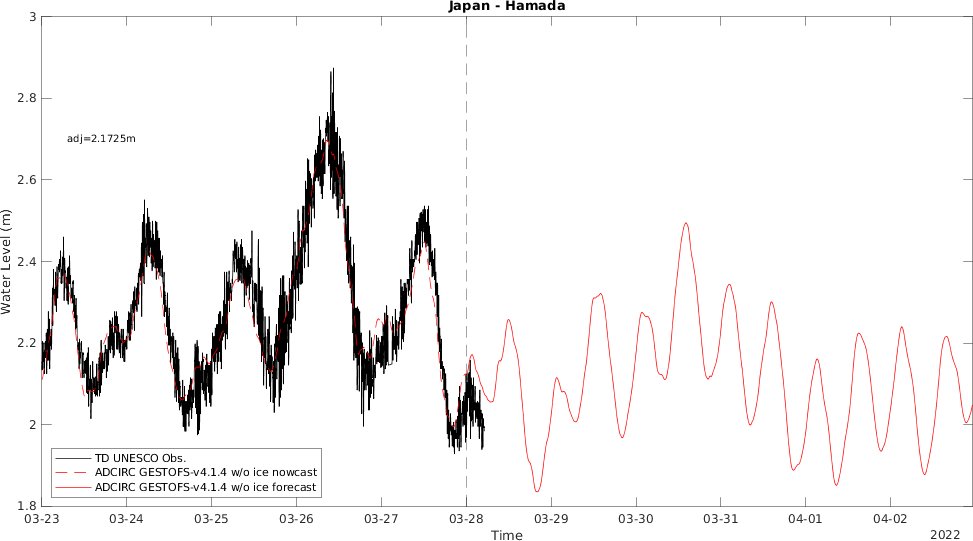 Japan - Hamada
3
2.8
2.6
2.4
2.2
2
1.8
Water Level (m)
adj=2.1725m
TD UNESCO Obs.
ADCIRC GESTOFS-v4.1.4 w/o ice nowcast
ADCIRC GESTOFS-v4.1.4 w/o ice forecast
03-23 03-24 03-25 03-26 03-27 03-28 03-29 03-30 03-31 04-01 04-02
Time
2022